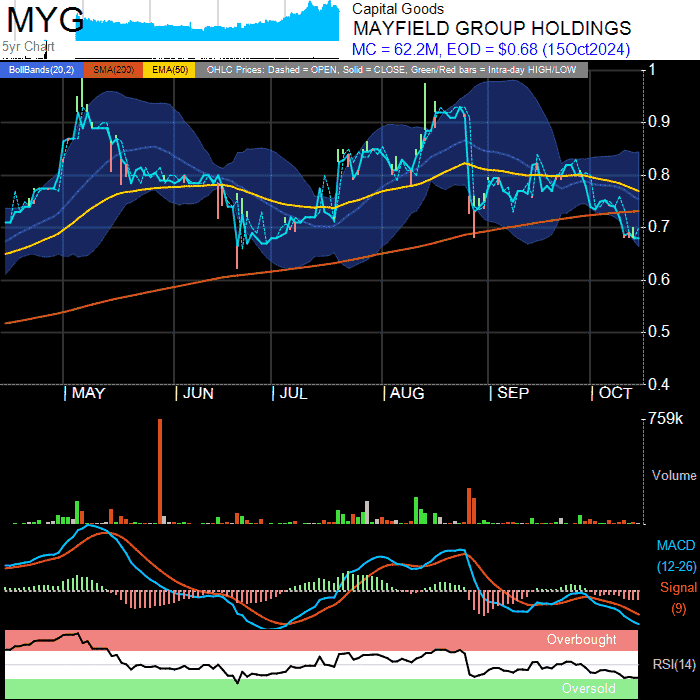 MYG
5yr Chart
Capital Goods
MAYFIELD GROUP HOLDINGS
MC = 62.2M, EOD = $0.68 (15Oct2024)
BollBands(20,2) SMA(200) EMA(50) OHLC Prices: Dashed = OPEN, Solid = CLOSE, Green/Red bars = Intra-day HIGH/LOW
1
0.9
0.8
0.7
0.6
0.5
0.4
MAY JUN JUL AUG SEP OCT
759k
Volume
MACD
(12-26)
Signal
(9)
Overbought
RSI(14)
Oversold